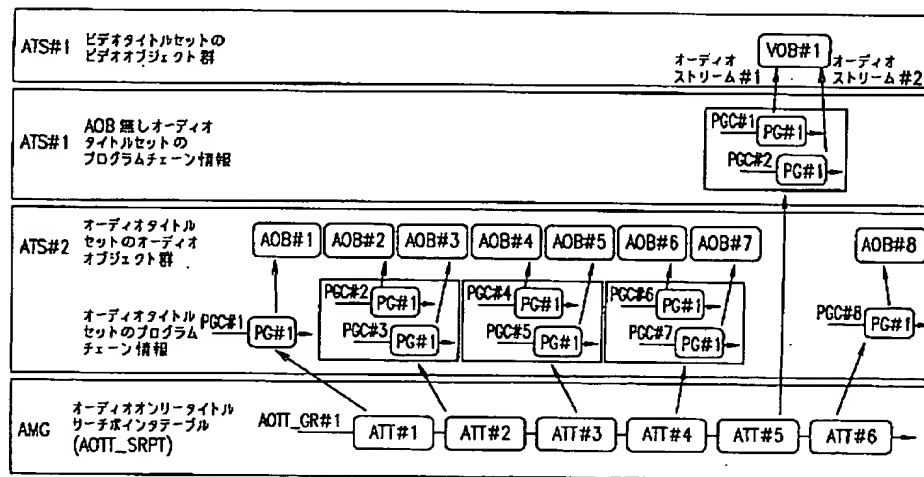 ATS#1
ビデオタイトルセットの
ビデオオブジェクト群
VOB#1
オーディオ
ストリーム#1
オーディオ
ストリーム#2
ATS#1
AOB無しオーディオ
タイトルセットの
プログラムチェーン情報
PGC#1
PG#1
PGC#2
PG#1
ATS#2
オーディオタイトル
セットのオーディオ
オブジェクト群
AOB#1
AOB#2
AOB#3
AOB#4
AOB#5
AOB#6
AOB#7
AOB#8
オーディオタイトル
セットのプログラム
チェーン情報
PGC#1
PG#1
PGC#2
PG#1
PGC#3
PG#1
PGC#4
PG#1
PGC#5
PG#1
PGC#6
PG#1
PGC#7
PG#1
PGC#8
PG#1
AMG
オーディオオンリータイトル
サーチポインタテーブル
(AOTT_SRPT)
AOTT_GR#1
ATT#1
ATT#2
ATT#3
ATT#4
ATT#5
ATT#6